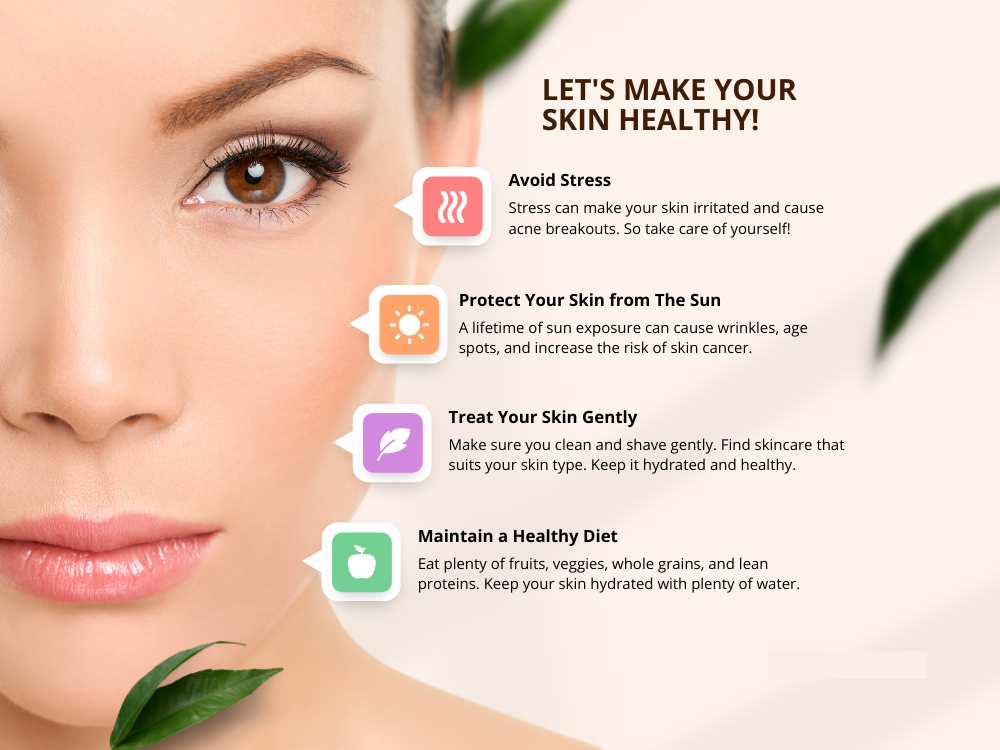 LET'S MAKE YOUR
SKIN HEALTHY!
Avoid Stress
Stress can make your skin irritated and cause
acne breakouts. So take care of yourself!
Protect Your Skin from The Sun
A lifetime of sun exposure can cause wrinkles, age
spots, and increase the risk of skin cancer.
Treat Your Skin Gently
Make sure you clean and shave gently. Find skincare that
suits your skin type. Keep it hydrated and healthy.
Maintain a Healthy Diet
Eat plenty of fruits, veggies, whole grains, and lean
proteins. Keep your skin hydrated with plenty of water.